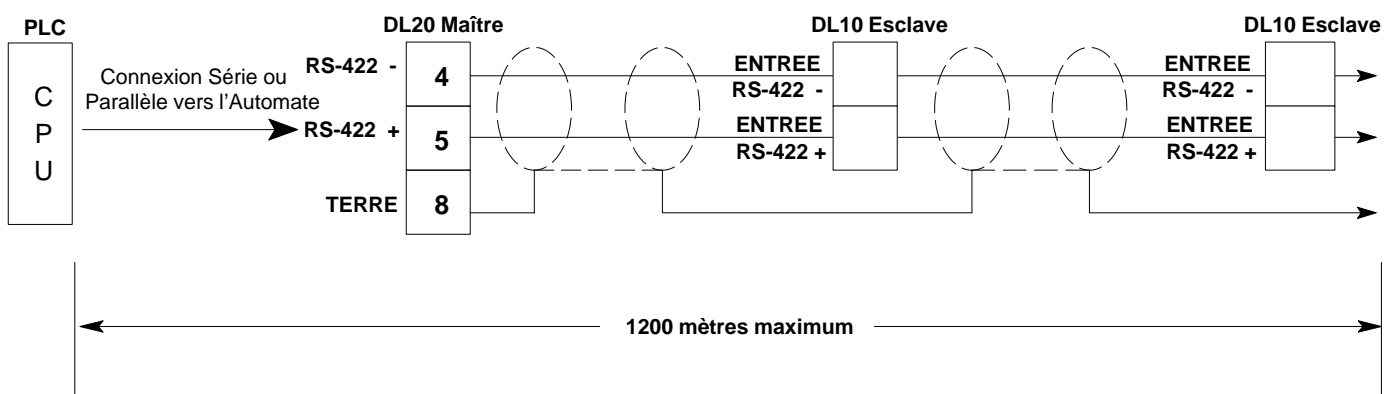 PLC
DL20 Maître
DL10 Esclave
DL10 Esclave
C
P
U
Connexion Série ou
Parallèle vers l'Automate
RS-422 -
4
RS-422 +
5
TERRE
8
ENTREE
RS-422 -
ENTREE
RS-422 +
ENTREE
RS-422 -
ENTREE
RS-422 +
1200 mètres maximum